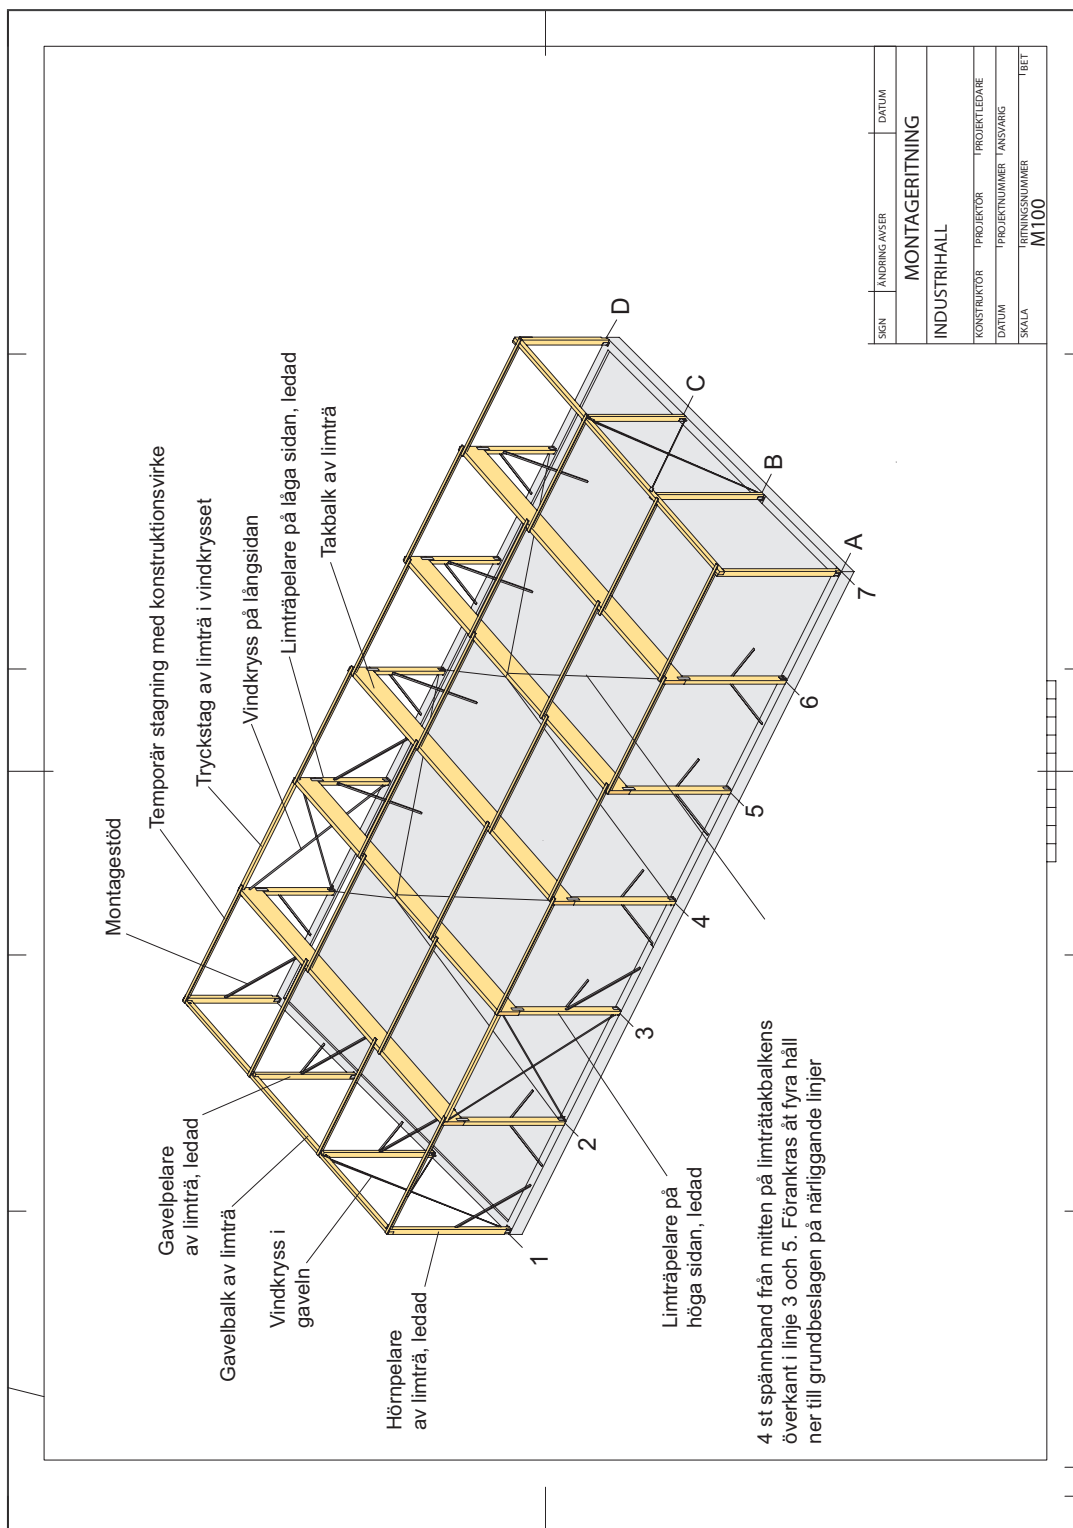 Montagestöd
Temporär stagning med konstruktionsvirke
Tryckstag av limträ i vindkrysset
Vindkryss på långsidan
Limträpelare på låga sidan, ledad
Takbalk av limträ
Gavelpelare
av limträ, ledad
Gavelbalk av limträ
Vindkryss i
gaveln
Hörnpelare
av limträ, ledad
Limträpelare på
höga sidan, ledad
1
2
3
4
5
6
7
A
B
C
D
4 st spännband från mitten på limträtakbalkens
överkant i linje 3 och 5. Förankras åt fyra håll
ner till grundbeslagen på närliggande linjer
SIGN ÄNDRING AVSER DATUM
MONTAGERITNING
INDUSTRIHALL
KONSTRUKTÖR PROJEKTÖR PROJEKTLEDARE
DATUM PROJEKTNUMMER ANSVARIG
SKALA RITNINGSNUMMER BET
M100